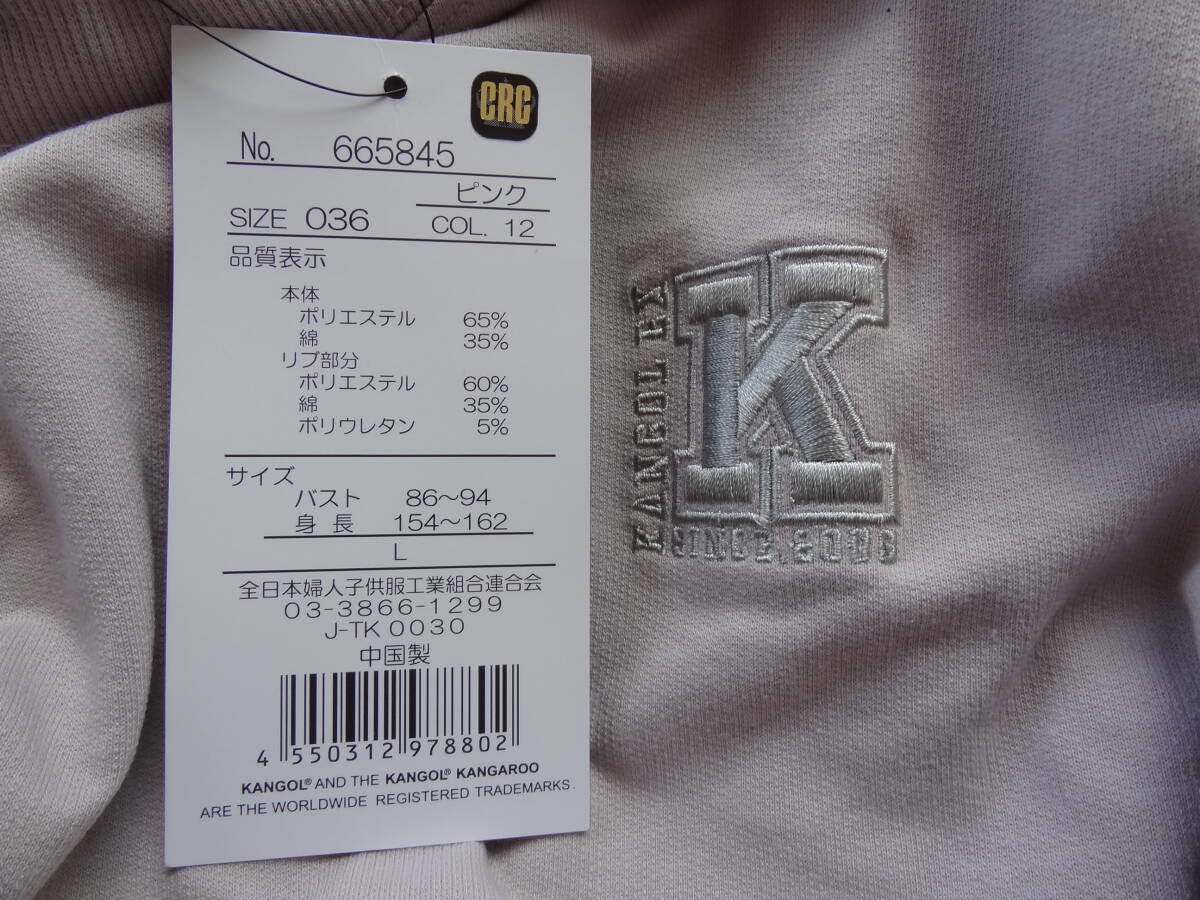 CRC
No. 665845
ピンク
SIZE 036 COL. 12
品質表示
本体
ポリエステル 65%
綿 35%
リブ部分
ポリエステル 60%
綿 35%
ポリウレタン 5%
サイズ
バスト 86～94
身長 154～162
L
全日本婦人子供服工業組合連合会
03-3866-1299
J-TK 0030
中国製
4 550312 978802
KANGOL® AND THE KANGOL® KANGAROO
ARE THE WORLDWIDE REGISTERED TRADEMARKS.
KANGOL EX
K
SINCE.2008